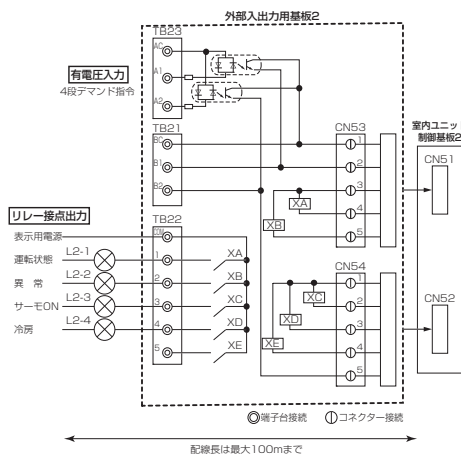 外部入出力用基板2
TB23
AC
A1
A2
有電圧入力
4段デマンド指令
TB21
BC
B1
B2
CN53
1
2
3
4
5
XA
XB
室内ユニット
制御基板2
CN51
リレー接点出力
TB22
COM
表示用電源
運転状態 L2-1 1 XA
異 常 L2-2 2 XB
サーモON L2-3 3 XC
冷房 L2-4 4 XD
5 XE
CN54
1
2
3
4
5
XC
XD
XE
CN52
◎端子台接続 コネクター接続
配線長は最大100mまで